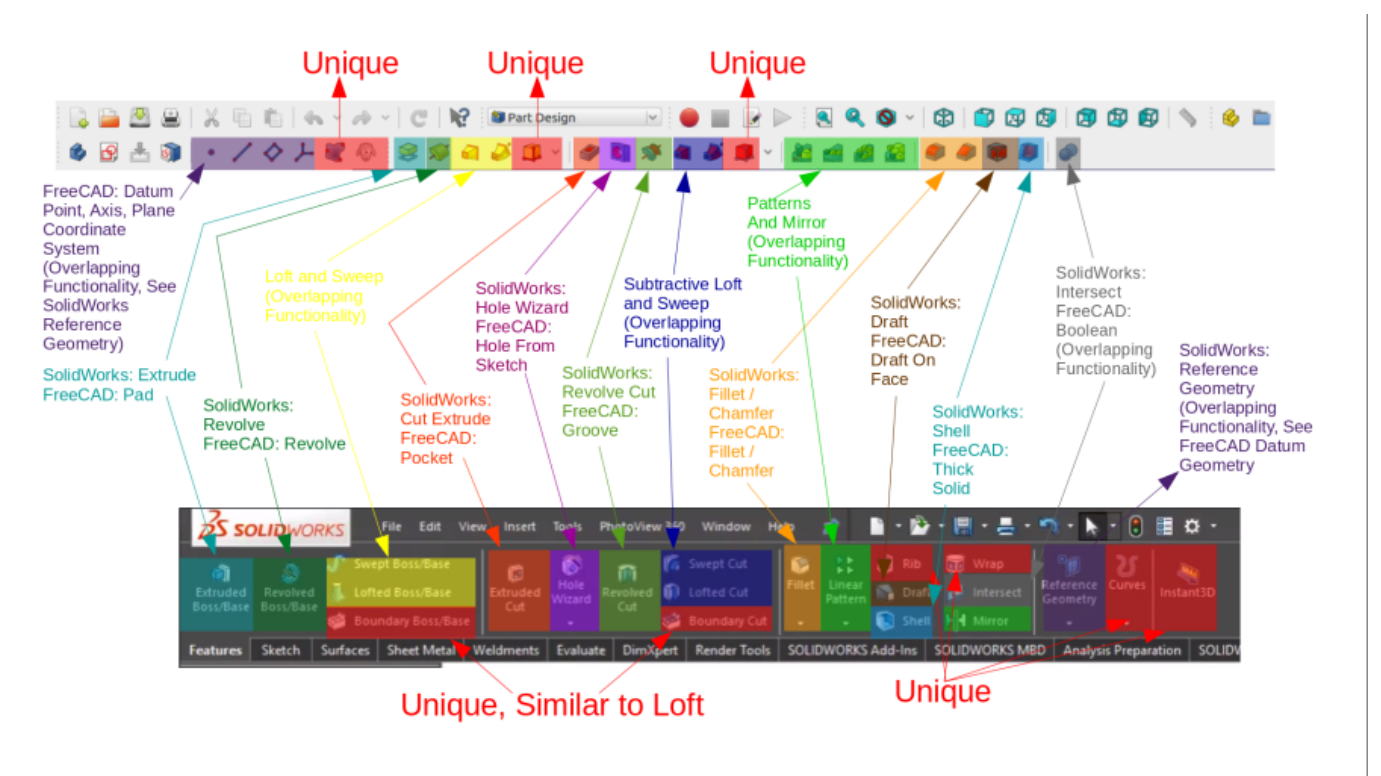 Unique
Unique
Unique
Part Design
FreeCAD: Datum
Point, Axis, Plane
Coordinate
System
(Overlapping
Functionality, See
SolidWorks
Reference
Geometry)
SolidWorks: Extrude
FreeCAD: Pad
SolidWorks:
Revolve
FreeCAD: Revolve
Loft and Sweep
(Overlapping
Functionality)
SolidWorks:
Cut Extrude
FreeCAD:
Pocket
SolidWorks:
Hole Wizard
FreeCAD:
Hole From
Sketch
SolidWorks:
Revolve Cut
FreeCAD:
Groove
Subtractive Loft
and Sweep
(Overlapping
Functionality)
Patterns
And Mirror
(Overlapping
Functionality)
SolidWorks:
Fillet /
Chamfer
FreeCAD:
Fillet /
Chamfer
SolidWorks:
Draft
FreeCAD:
Draft On
Face
SolidWorks:
Shell
FreeCAD:
Thick
Solid
SolidWorks:
Intersect
FreeCAD:
Boolean
(Overlapping
Functionality)
SolidWorks:
Reference
Geometry
(Overlapping
Functionality, See
FreeCAD Datum
Geometry
SOLIDWORKS
File Edit View Insert Tools PhotoView 360 Window Help
Extruded
Boss/Base
Revolved
Boss/Base
Swept Boss/Base
Lofted Boss/Base
Boundary Boss/Base
Extruded
Cut
Hole
Wizard
Revolved
Cut
Swept Cut
Lofted Cut
Boundary Cut
Fillet
Linear
Pattern
Rib
Draft
Shell
Wrap
Intersect
Mirror
Reference
Geometry
Curves
Instant3D
Features Sketch Surfaces Sheet Metal Weldments Evaluate DimXpert Render Tools SOLIDWORKS Add-Ins SOLIDWORKS MBD Analysis Preparation SOLIDW
Unique, Similar to Loft
Unique